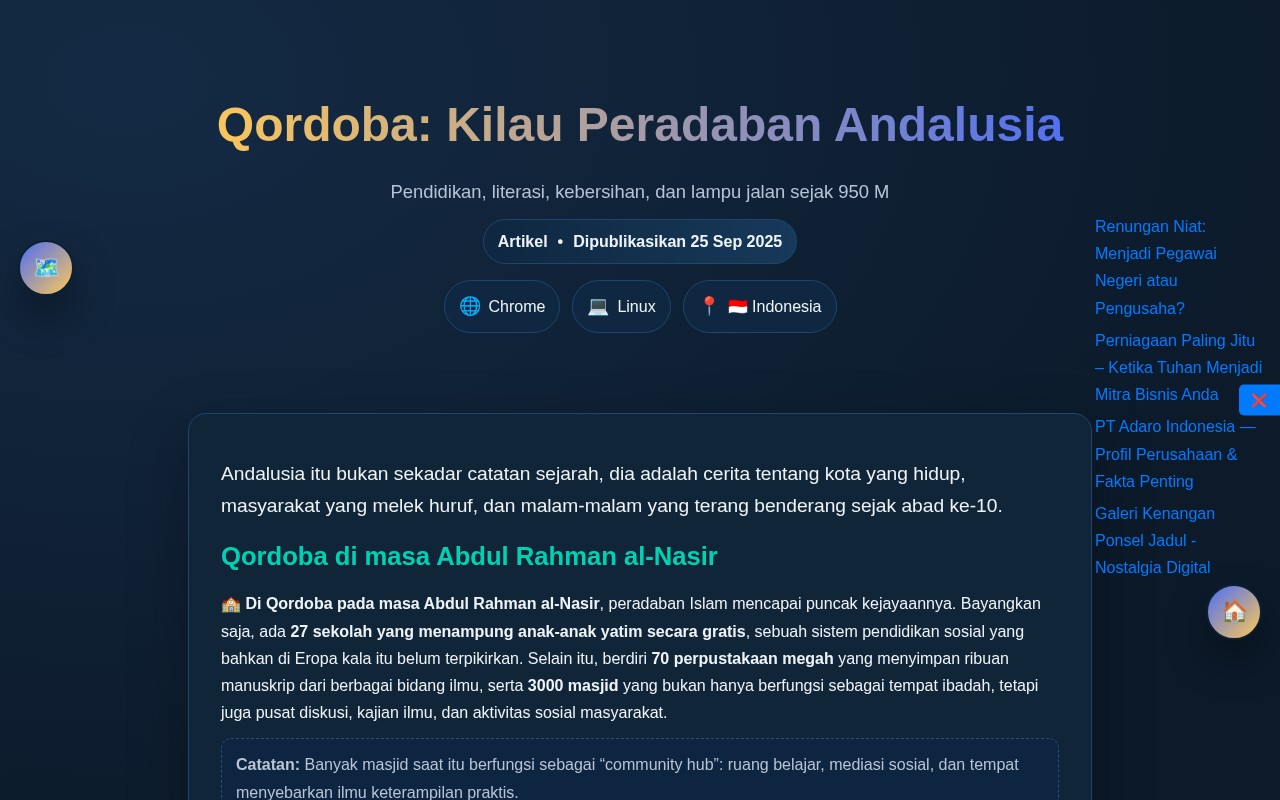 Qordoba: Kilau Peradaban Andalusia
Pendidikan, literasi, kebersihan, dan lampu jalan sejak 950 M
Artikel • Dipublikasikan 25 Sep 2025
Chrome
Linux
Indonesia
Andalusia itu bukan sekadar catatan sejarah, dia adalah cerita tentang kota yang hidup,
masyarakat yang melek huruf, dan malam-malam yang terang benderang sejak abad ke-10.
Qordoba di masa Abdul Rahman al-Nasir
Di Qordoba pada masa Abdul Rahman al-Nasir, peradaban Islam mencapai puncak kejayaannya. Bayangkan
saja, ada 27 sekolah yang menampung anak-anak yatim secara gratis, sebuah sistem pendidikan sosial yang
bahkan di Eropa kala itu belum terpikirkan. Selain itu, berdiri 70 perpustakaan megah yang menyimpan ribuan
manuskrip dari berbagai bidang ilmu, serta 3000 masjid yang bukan hanya berfungsi sebagai tempat ibadah, tetapi
juga pusat diskusi, kajian ilmu, dan aktivitas sosial masyarakat.
Catatan: Banyak masjid saat itu berfungsi sebagai “community hub”: ruang belajar, mediasi sosial, dan tempat
menyebarkan ilmu keterampilan praktis.
Renungan Niat:
Menjadi Pegawai
Negeri atau
Pengusaha?
Perniagaan Paling Jitu
– Ketika Tuhan Menjadi
Mitra Bisnis Anda
PT Adaro Indonesia —
Profil Perusahaan &
Fakta Penting
Galeri Kenangan
Ponsel Jadul -
Nostalgia Digital